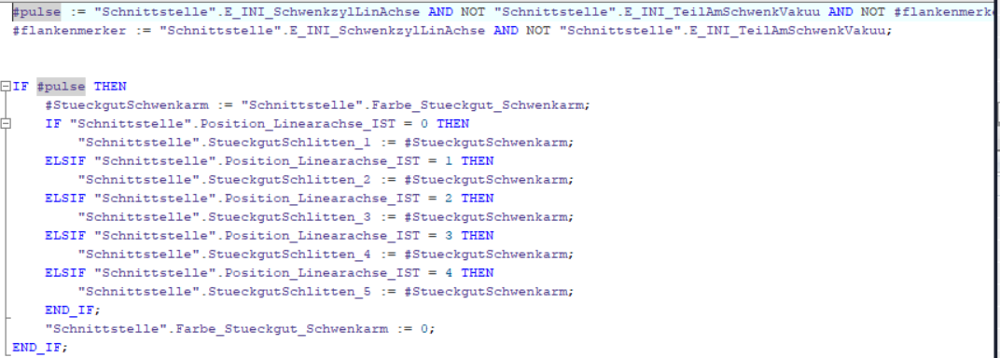 #pulse := "Schnittstelle".E_INI_SchwenkzylLinAchse AND NOT "Schnittstelle".E_INI_TeilAmSchwenkVakuu AND NOT #flankenmerk
#flankenmerker := "Schnittstelle".E_INI_SchwenkzylLinAchse AND NOT "Schnittstelle".E_INI_TeilAmSchwenkVakuu;
IF #pulse THEN
#StueckgutSchwenkarm := "Schnittstelle".Farbe_Stueckgut_Schwenkarm;
IF "Schnittstelle".Position_Linearachse_IST = 0 THEN
"Schnittstelle".StueckgutSchlitten_1 := #StueckgutSchwenkarm;
ELSIF "Schnittstelle".Position_Linearachse_IST = 1 THEN
"Schnittstelle".StueckgutSchlitten_2 := #StueckgutSchwenkarm;
ELSIF "Schnittstelle".Position_Linearachse_IST = 2 THEN
"Schnittstelle".StueckgutSchlitten_3 := #StueckgutSchwenkarm;
ELSIF "Schnittstelle".Position_Linearachse_IST = 3 THEN
"Schnittstelle".StueckgutSchlitten_4 := #StueckgutSchwenkarm;
ELSIF "Schnittstelle".Position_Linearachse_IST = 4 THEN
"Schnittstelle".StueckgutSchlitten_5 := #StueckgutSchwenkarm;
END_IF;
"Schnittstelle".Farbe_Stueckgut_Schwenkarm := 0;
END_IF;